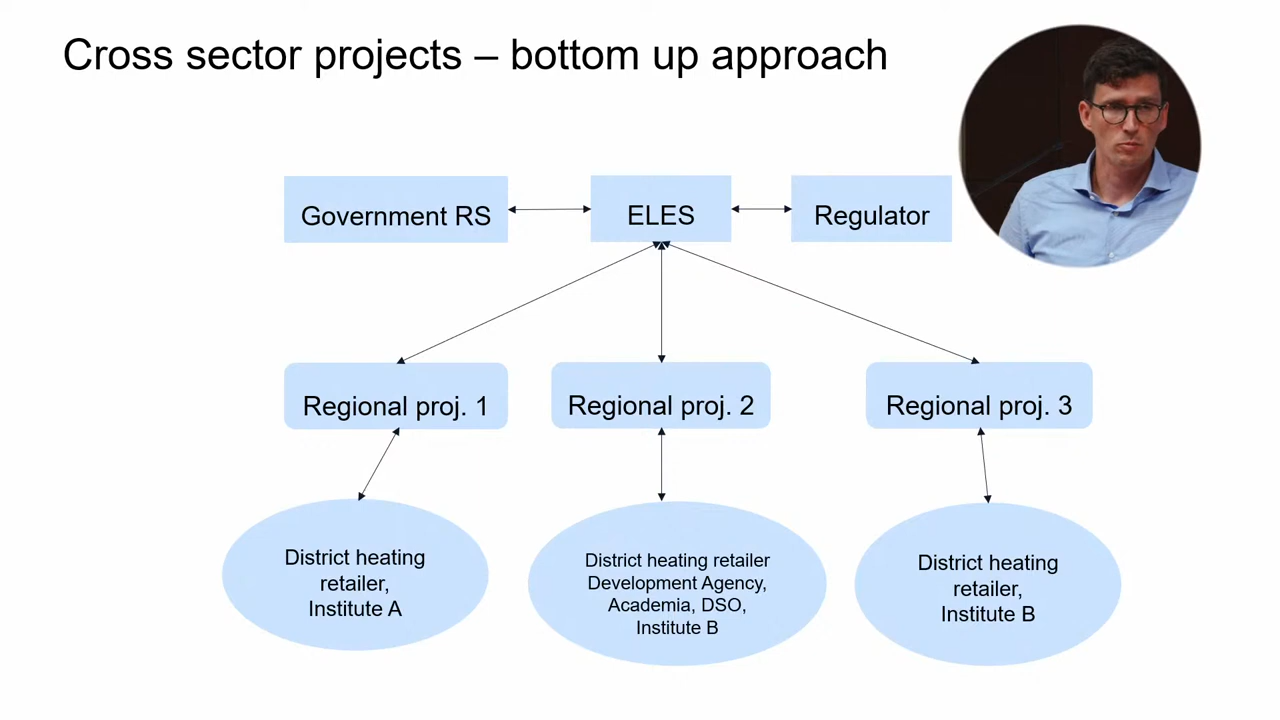 Cross sector projects – bottom up approach
Government RS
ELES
Regulator
Regional proj. 1
Regional proj. 2
Regional proj. 3
District heating
retailer,
Institute A
District heating retailer
Development Agency,
Academia, DSO,
Institute B
District heating
retailer,
Institute B